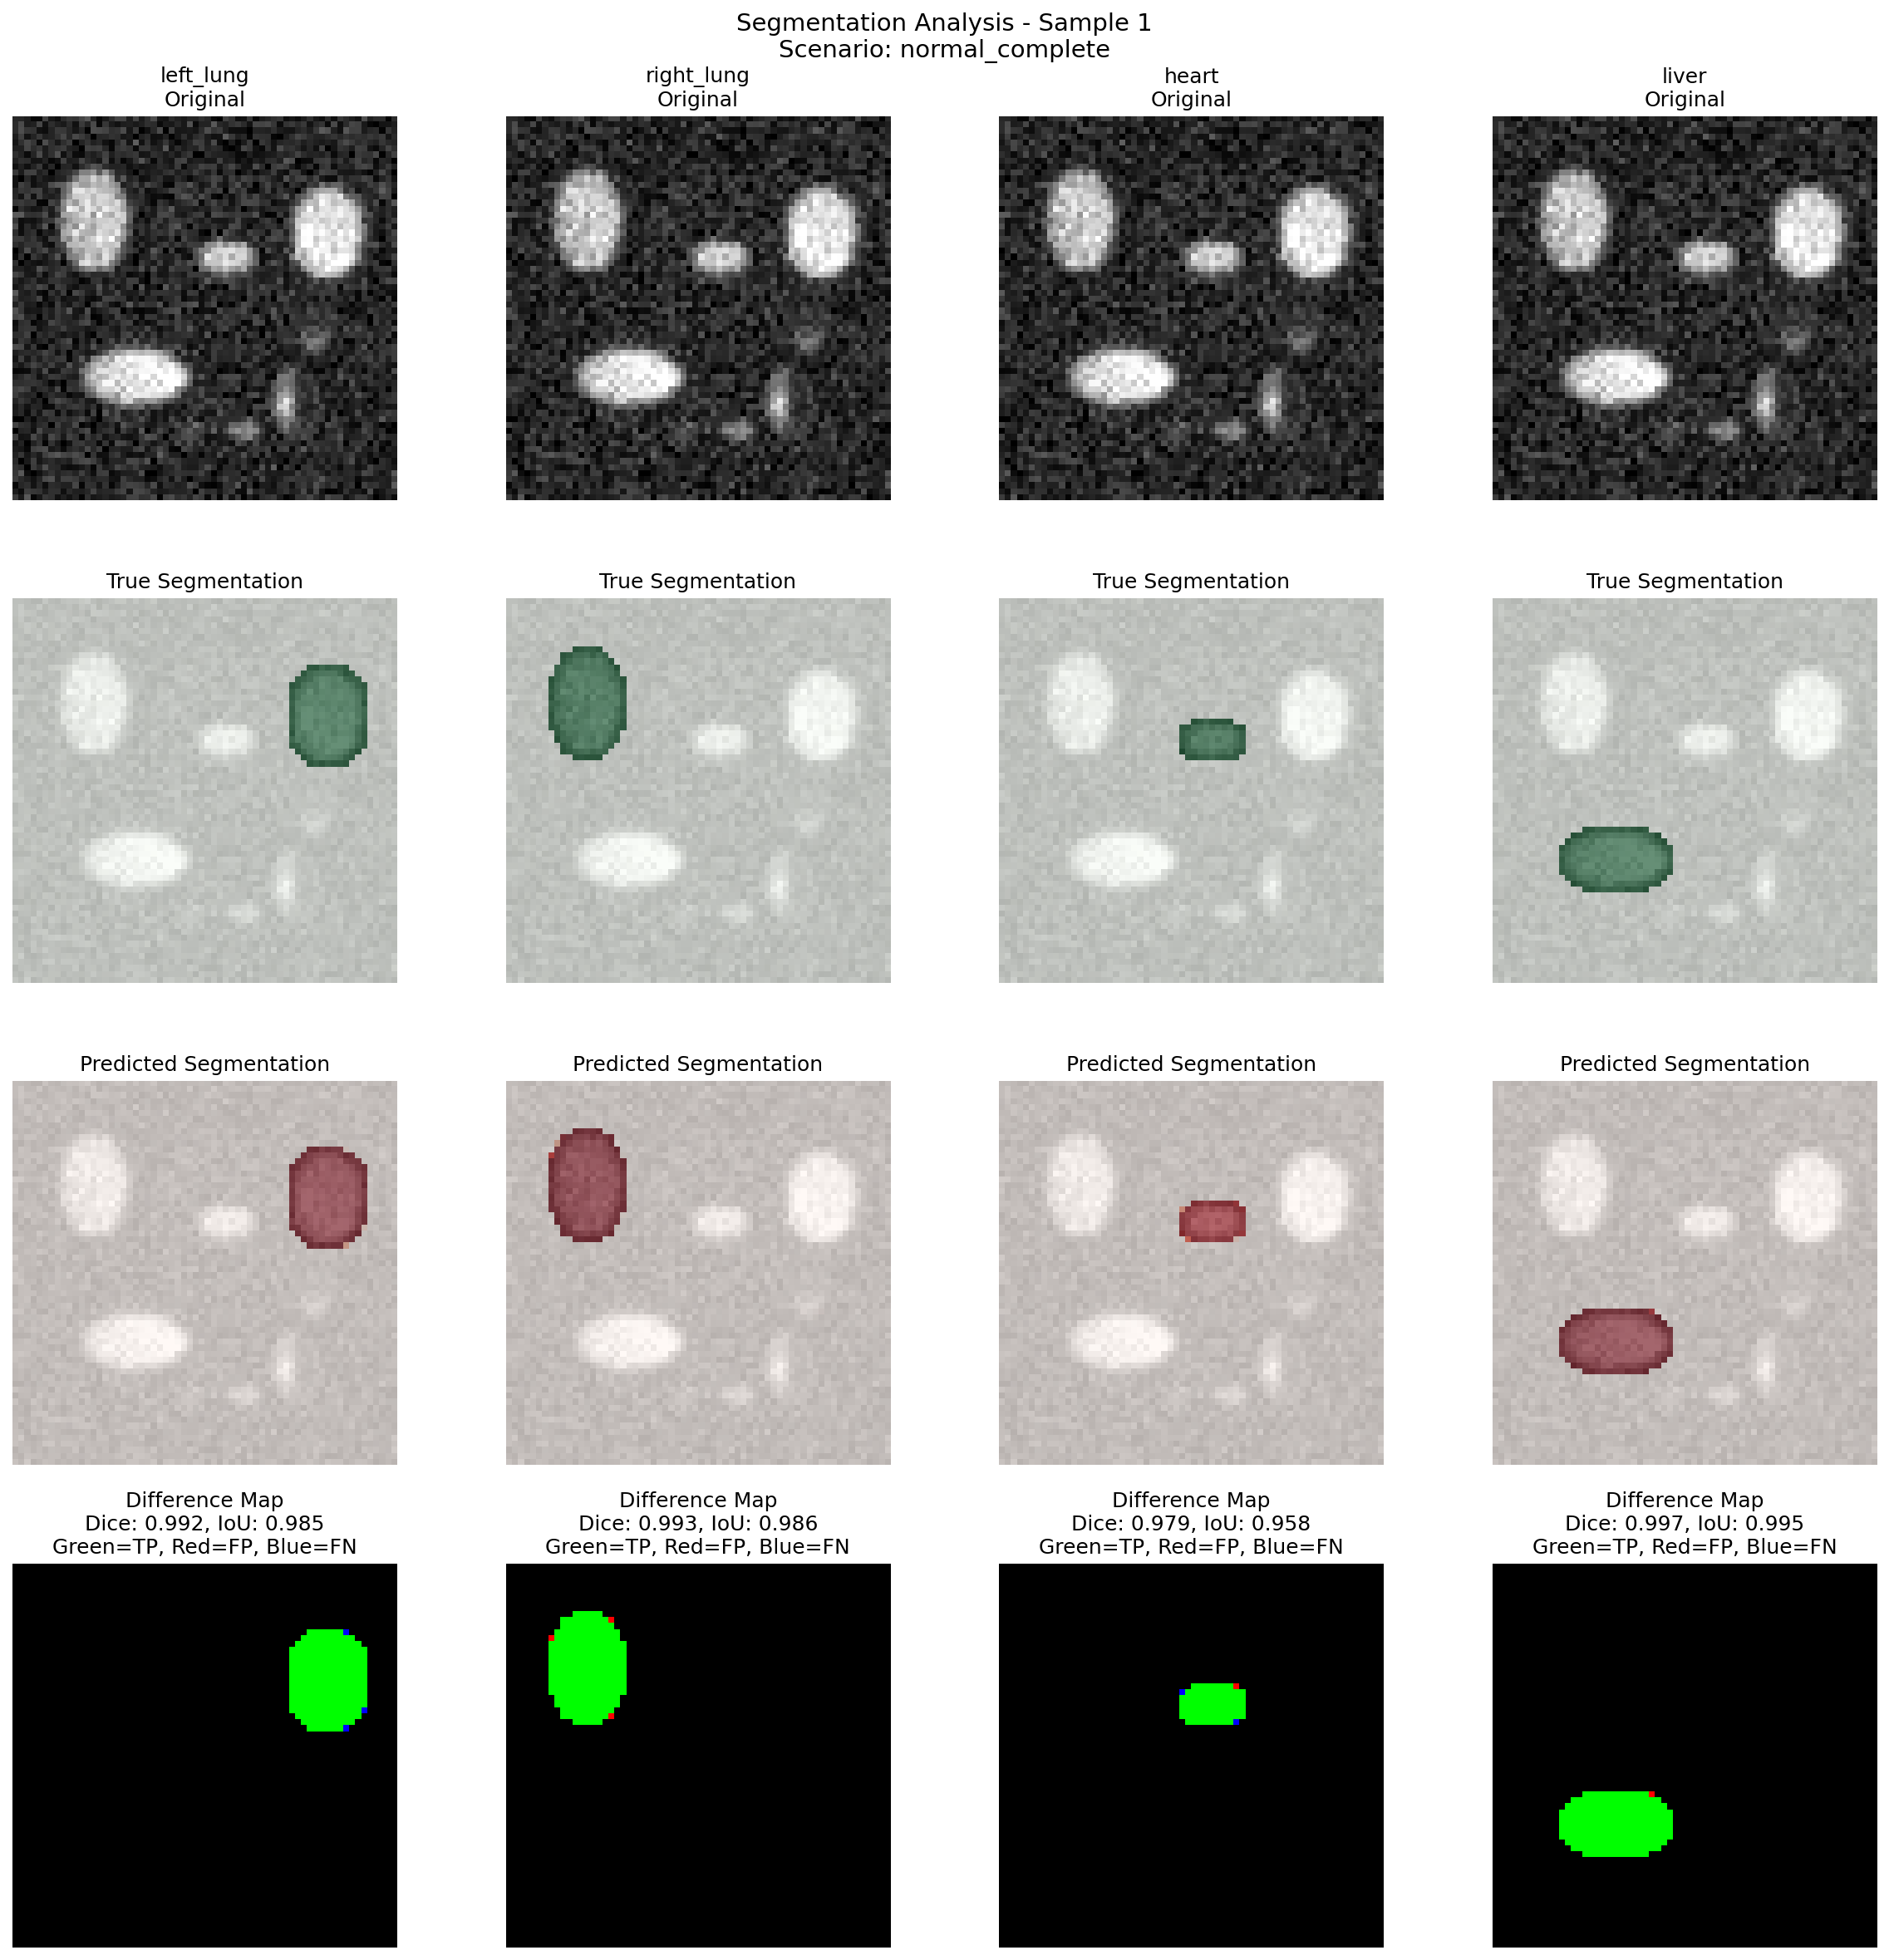 Segmentation Analysis - Sample 1
Scenario: normal_complete
left_lung
Original
right_lung
Original
heart
Original
liver
Original
True Segmentation
True Segmentation
True Segmentation
True Segmentation
Predicted Segmentation
Predicted Segmentation
Predicted Segmentation
Predicted Segmentation
Difference Map
Dice: 0.992, IoU: 0.985
Green=TP, Red=FP, Blue=FN
Difference Map
Dice: 0.993, IoU: 0.986
Green=TP, Red=FP, Blue=FN
Difference Map
Dice: 0.979, IoU: 0.958
Green=TP, Red=FP, Blue=FN
Difference Map
Dice: 0.997, IoU: 0.995
Green=TP, Red=FP, Blue=FN